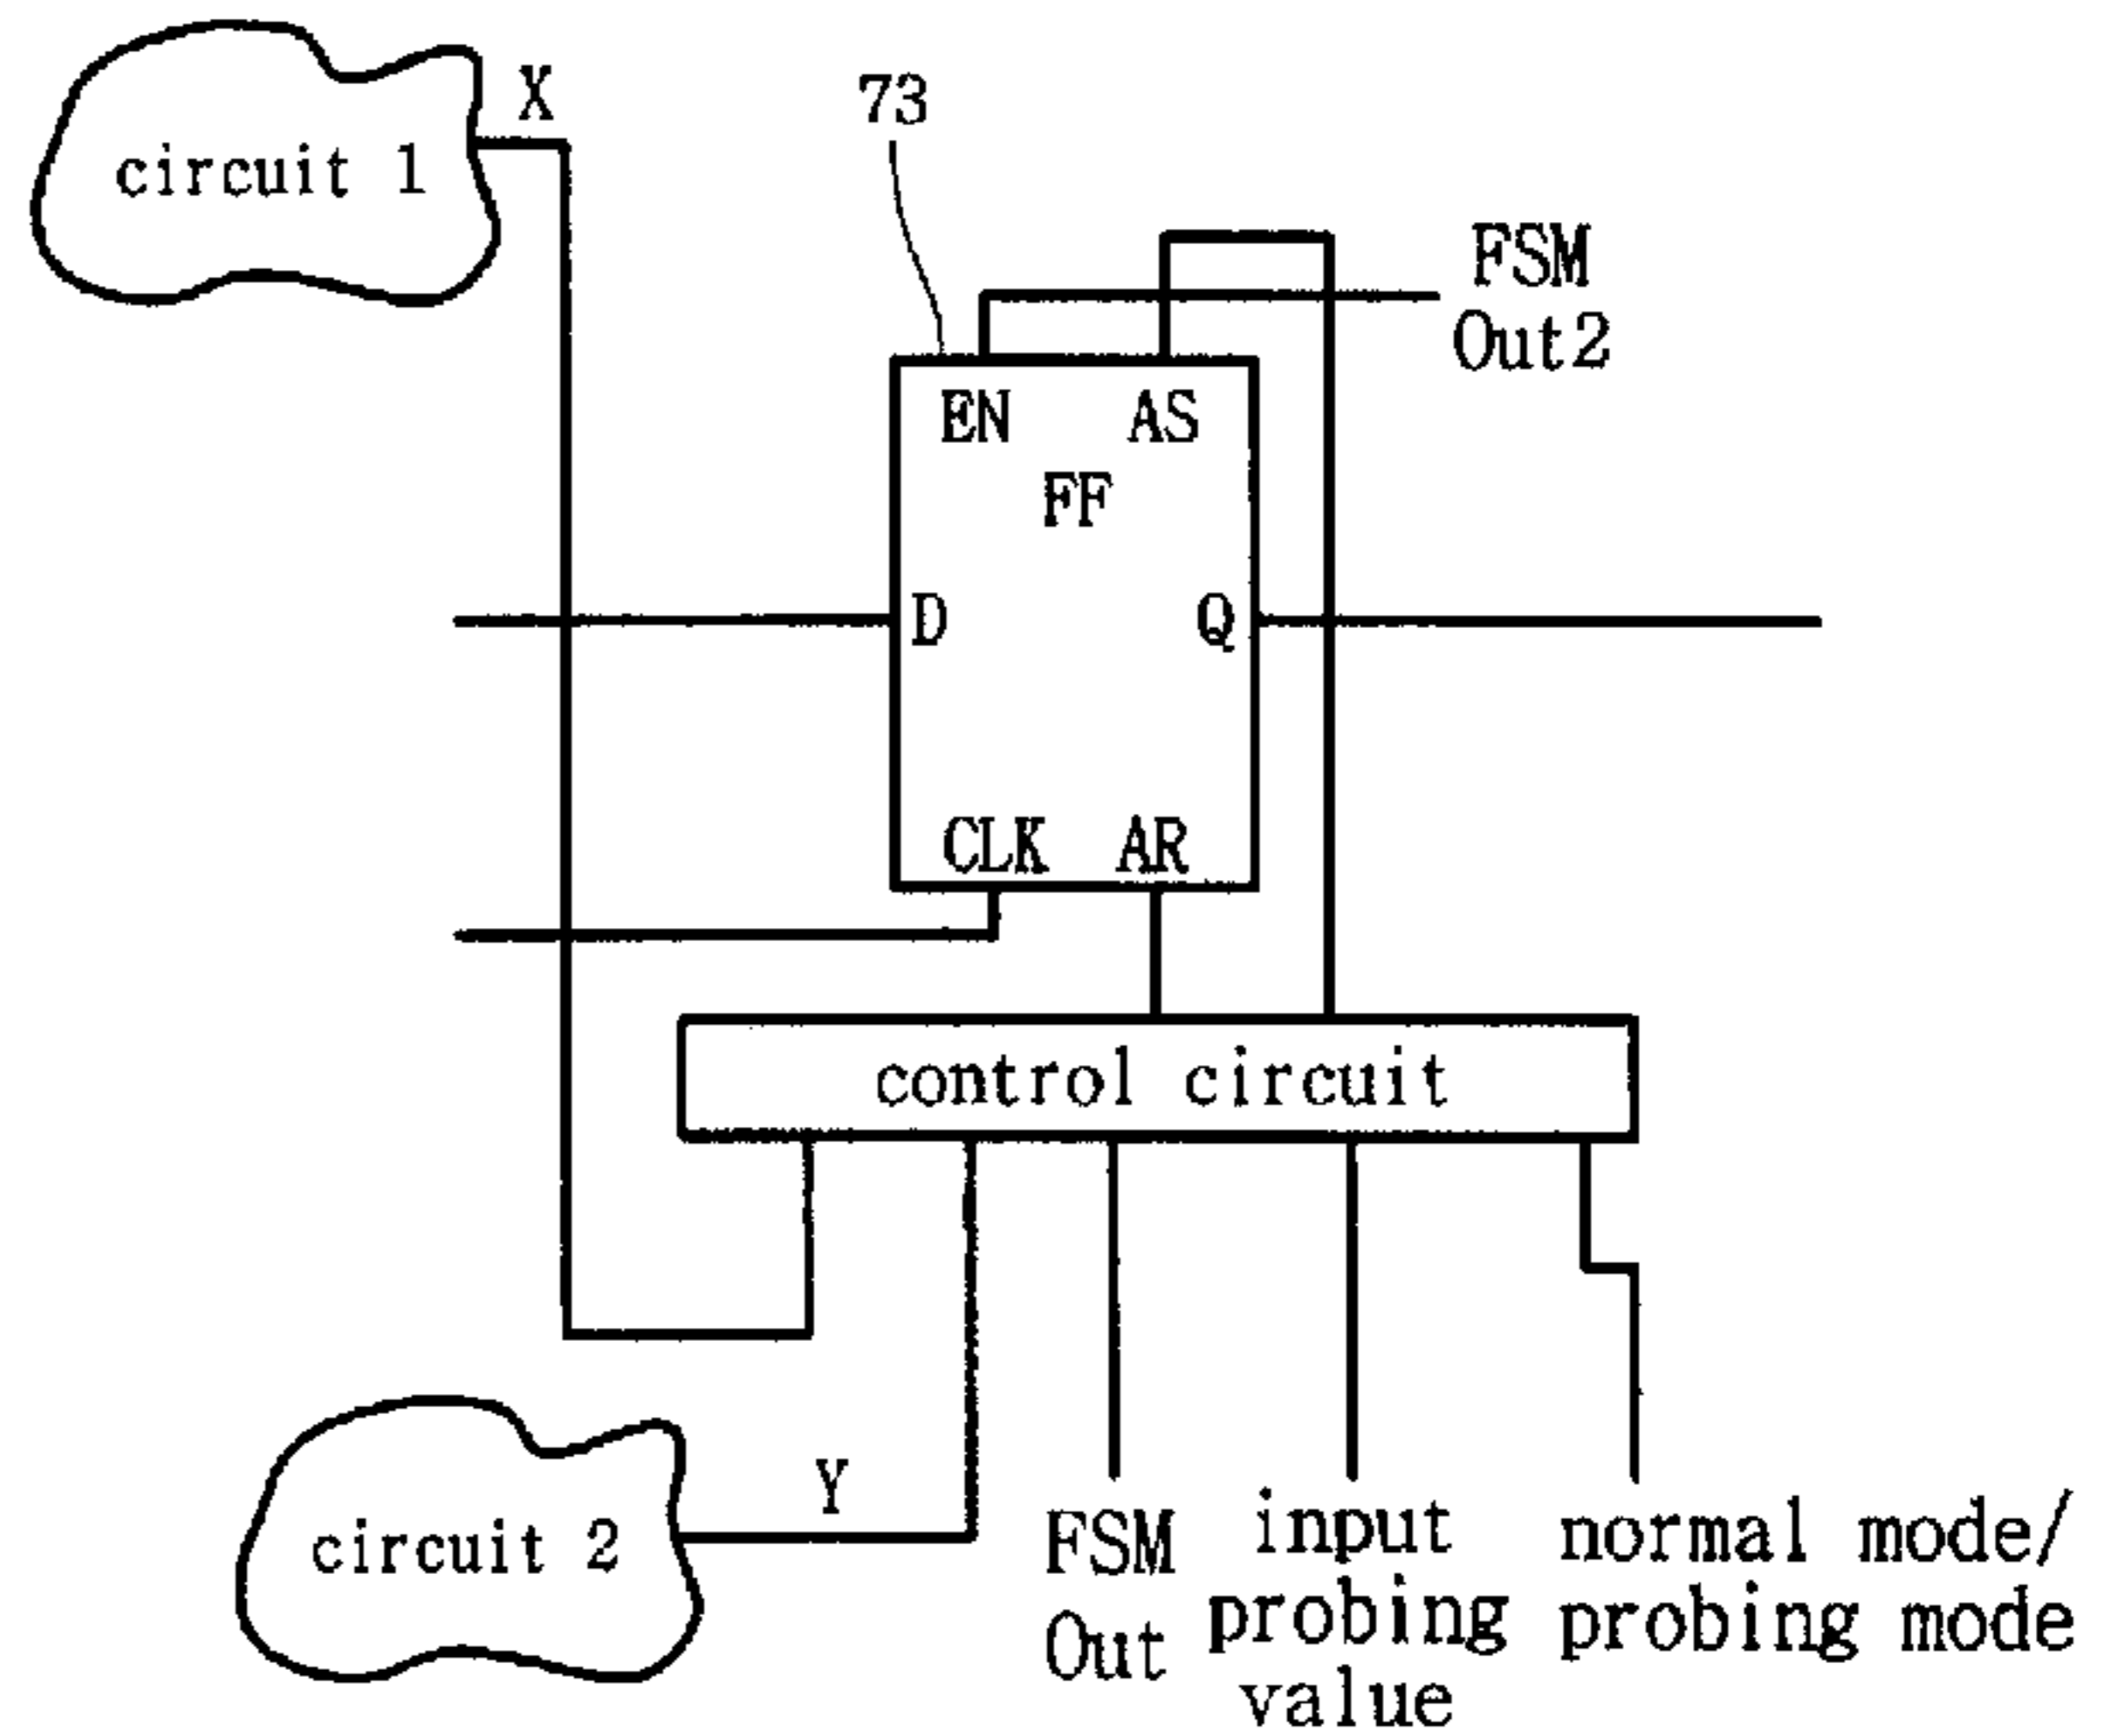 X
circuit 1
73
FSM
Out2
EN AS
FF
D Q
CLK AR
control circuit
Y
circuit 2
FSM
Out
input
probing
value
normal mode/
probing mode